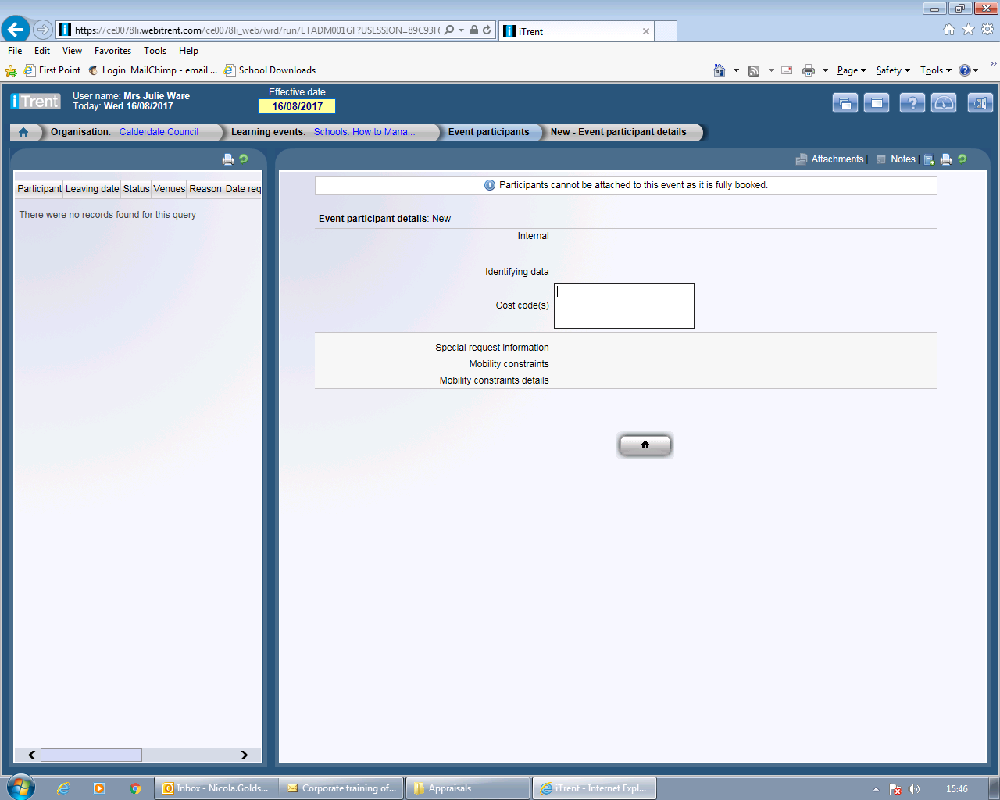 https://ce0078li.webitrent.com/ce0078li_web/wrd/run/ETADM001GF?USESSION=89C93F
iTrent
File Edit View Favorites Tools Help
First Point Login MailChimp - email ... School Downloads
Page Safety Tools
iTrent
User name: Mrs Julie Ware
Today: Wed 16/08/2017
Effective date
16/08/2017
Organisation: Calderdale Council Learning events: Schools: How to Mana... Event participants New - Event participant details
Attachments | Notes |
Participant Leaving date Status Venues Reason Date req
There were no records found for this query
Participants cannot be attached to this event as it is fully booked.
Event participant details: New
Internal
Identifying data
Cost code(s)
Special request information
Mobility constraints
Mobility constraints details
Inbox - Nicola.Golds... Corporate training of... Appraisals iTrent - Internet Expl... 15:46